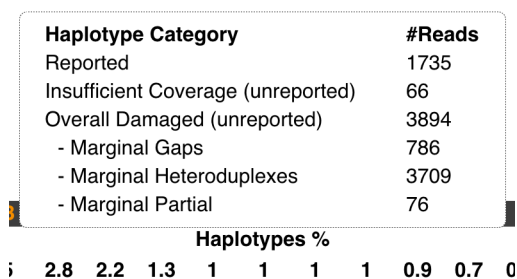 Haplotype Category #Reads
Reported 1735
Insufficient Coverage (unreported) 66
Overall Damaged (unreported) 3894
- Marginal Gaps 786
- Marginal Heteroduplexes 3709
- Marginal Partial 76
Haplotypes %
2.8 2.2 1.3 1 1 1 1 0.9 0.7